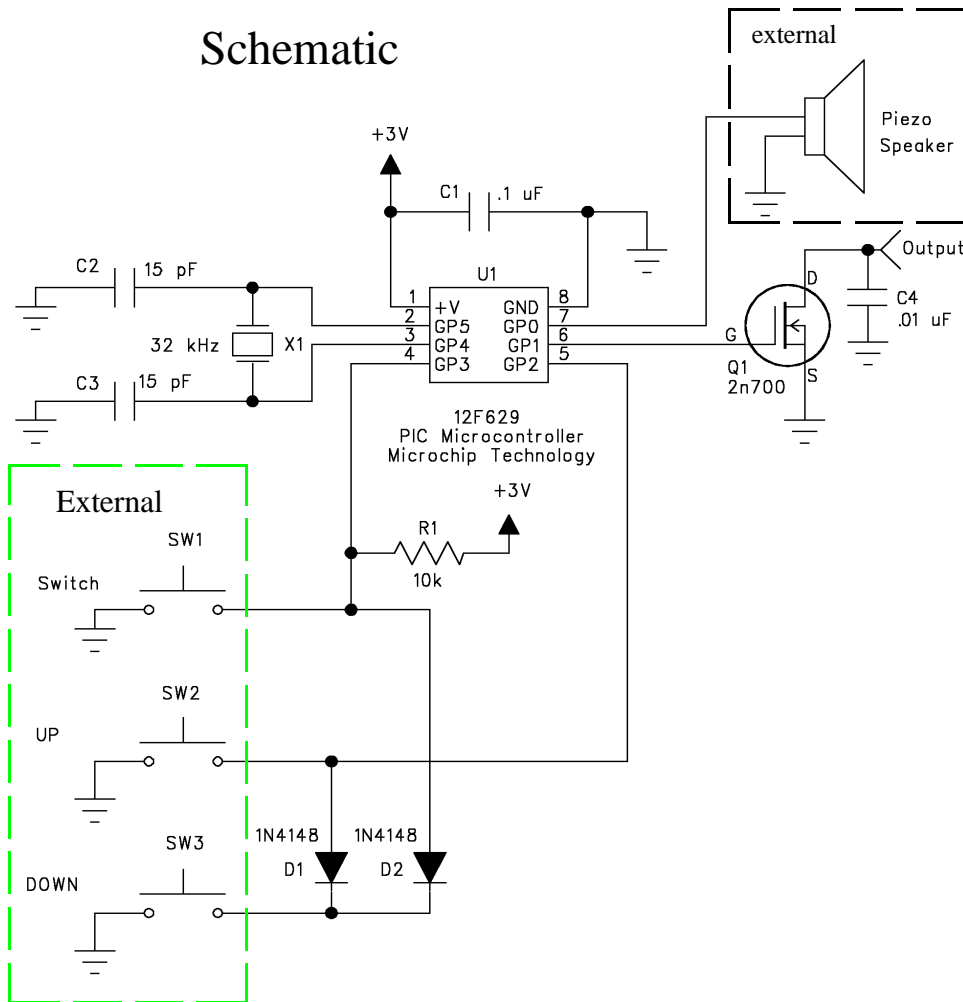 Schematic
external
Piezo
Speaker
+3V
C1 .1 uF
Output
C2 15 pF
U1
D
C4
.01 uF
1 +V GND 8
2 GP5 GP0 7
3 GP4 GP1 6
4 GP3 GP2 5
32 kHz X1
G
Q1
2n700
S
C3 15 pF
12F629
PIC Microcontroller
Microchip Technology
External
+3V
R1
10k
SW1
Switch
SW2
UP
1N4148 1N4148
SW3
D1 D2
DOWN